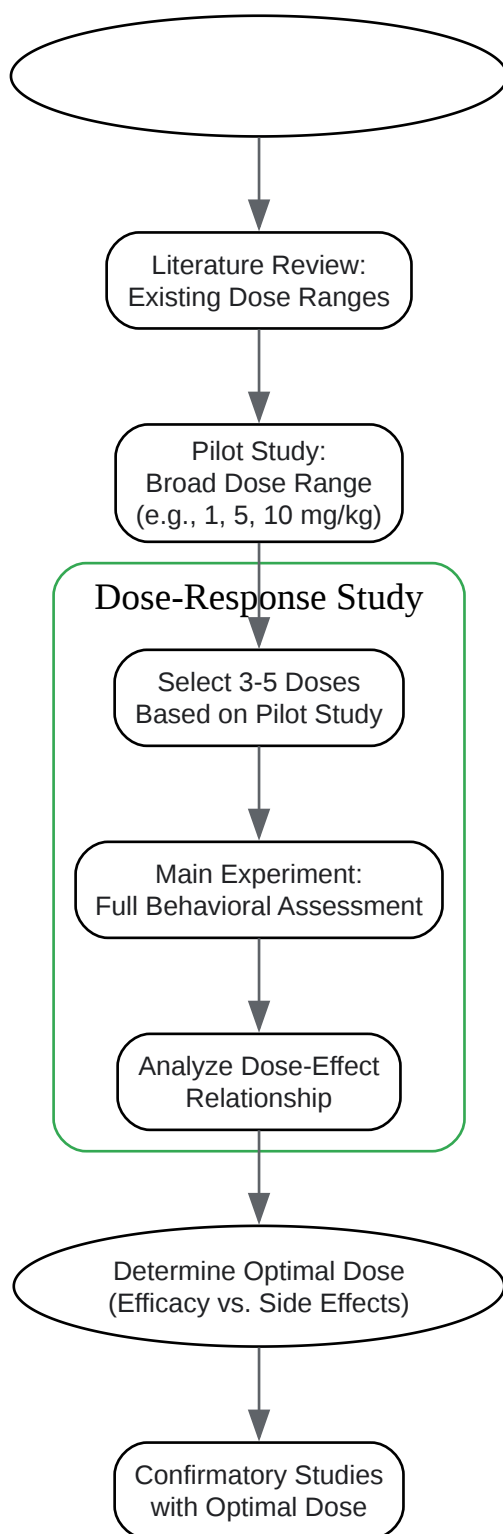 Literature Review:
Existing Dose Ranges
Pilot Study:
Broad Dose Range
(e.g., 1, 5, 10 mg/kg)
Dose-Response Study
Select 3-5 Doses
Based on Pilot Study
Main Experiment:
Full Behavioral Assessment
Analyze Dose-Effect
Relationship
Determine Optimal Dose
(Efficacy vs. Side Effects)
Confirmatory Studies
with Optimal Dose